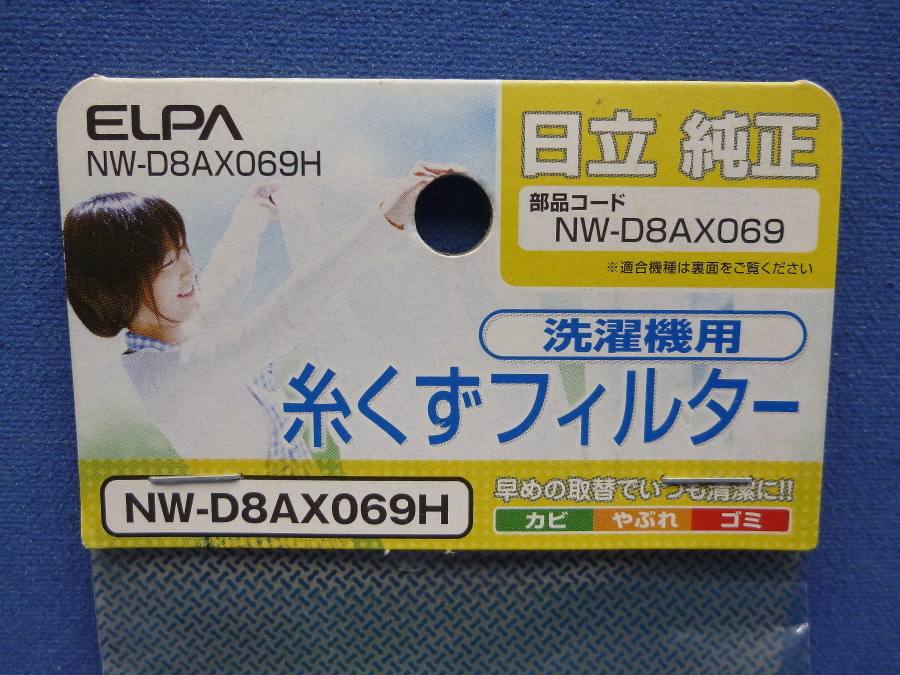 ELPA
NW-D8AX069H
日立 純正
部品コード
NW-D8AX069
※適合機種は裏面をご覧ください
洗濯機用
糸くずフィルター
NW-D8AX069H
早めの取替でいつも清潔に!!
カビ やぶれ ゴミ